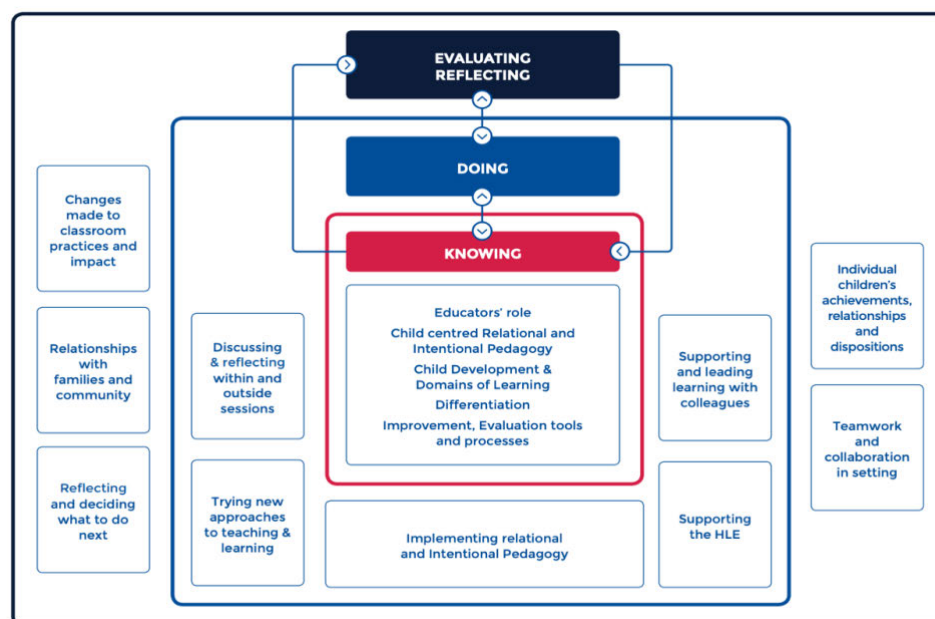 EVALUATING
REFLECTING
DOING
KNOWING
Educators' role
Child centred Relational and
Intentional Pedagogy
Child Development &
Domains of Learning
Differentiation
Improvement, Evaluation tools
and processes
Changes
made to
classroom
practices and
impact
Relationships
with
families and
community
Reflecting
and deciding
what to do
next
Discussing
& reflecting
within and
outside
sessions
Trying new
approaches
to teaching &
learning
Implementing relational
and Intentional Pedagogy
Supporting
and leading
learning with
colleagues
Supporting
the HLE
Individual
children's
achievements,
relationships
and
dispositions
Teamwork
and
collaboration
in setting